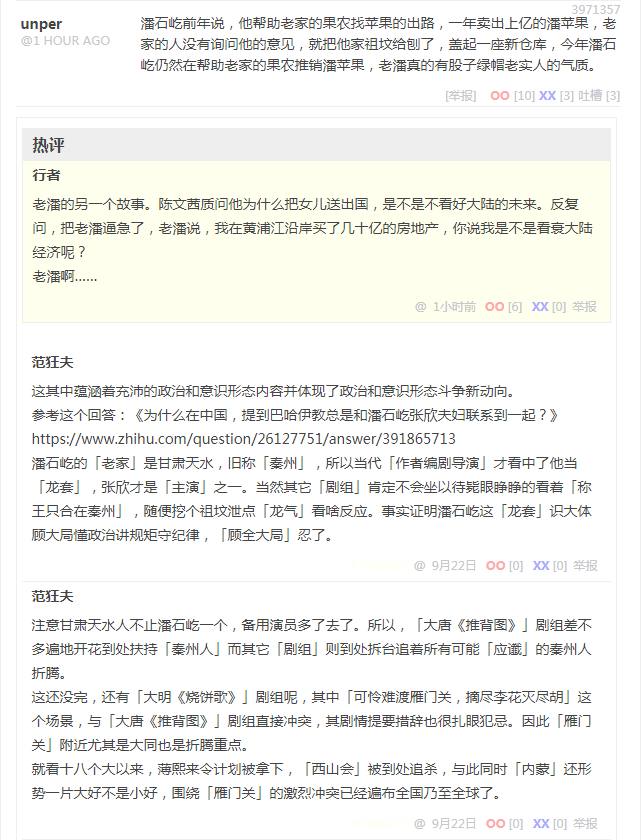 3971357
unper
@1 HOUR AGO
潘石屹前年说，他帮助老家的果农找苹果的出路，一年卖出上亿的潘苹果，老
家的人没有询问他的意见，就把他家祖坟给刨了，盖起一座新仓库，今年潘石
屹仍然在帮助老家的果农推销潘苹果，老潘真的有股子绿帽老实人的气质。
[举报] OO [10] XX [3] 吐槽 [3]
热评
行者
老潘的另一个故事。陈文茜质问他为什么把女儿送出国，是不是不看好大陆的未来。反复
问，把老潘逼急了，老潘说，我在黄浦江沿岸买了几十亿的房地产，你说我是不是看衰大陆
经济呢？
老潘啊……
@ 1小时前 OO [6] XX [0] 举报
范狂夫
这其中蕴涵着充沛的政治和意识形态内容并体现了政治和意识形态斗争新动向。
参考这个回答：《为什么在中国，提到巴哈伊教总是和潘石屹张欣夫妇联系到一起？》
https://www.zhihu.com/question/26127751/answer/391865713
潘石屹的「老家」是甘肃天水，旧称「秦州」，所以当代「作者编剧导演」才看中了他当
「龙套」，张欣才是「主演」之一。当然其它「剧组」肯定不会坐以待毙眼睁睁的看着「称
王只合在秦州」，随便挖个祖坟泄点「龙气」看啥反应。事实证明潘石屹这「龙套」识大体
顾大局懂政治讲规矩守纪律，「顾全大局」忍了。
@ 9月22日 OO [0] XX [0] 举报
范狂夫
注意甘肃天水人不止潘石屹一个，备用演员多了去了。所以，「大唐《推背图》」剧组差不
多遍地开花到处扶持「秦州人」而其它「剧组」则到处拆台追着所有可能「应谶」的秦州人
折腾。
这还没完，还有「大明《烧饼歌》」剧组呢，其中「可怜难渡雁门关，摘尽李花灭尽胡」这
个场景，与「大唐《推背图》」剧组直接冲突，其剧情提要措辞也很扎眼犯忌。因此「雁门
关」附近尤其是大同也是折腾重点。
就看十八个大以来，薄熙来令计划被拿下，「西山会」被到处追杀，与此同时「内蒙」还形
势一片大好不是小好，围绕「雁门关」的激烈冲突已经遍布全国乃至全球了。
@ 9月22日 OO [0] XX [0] 举报